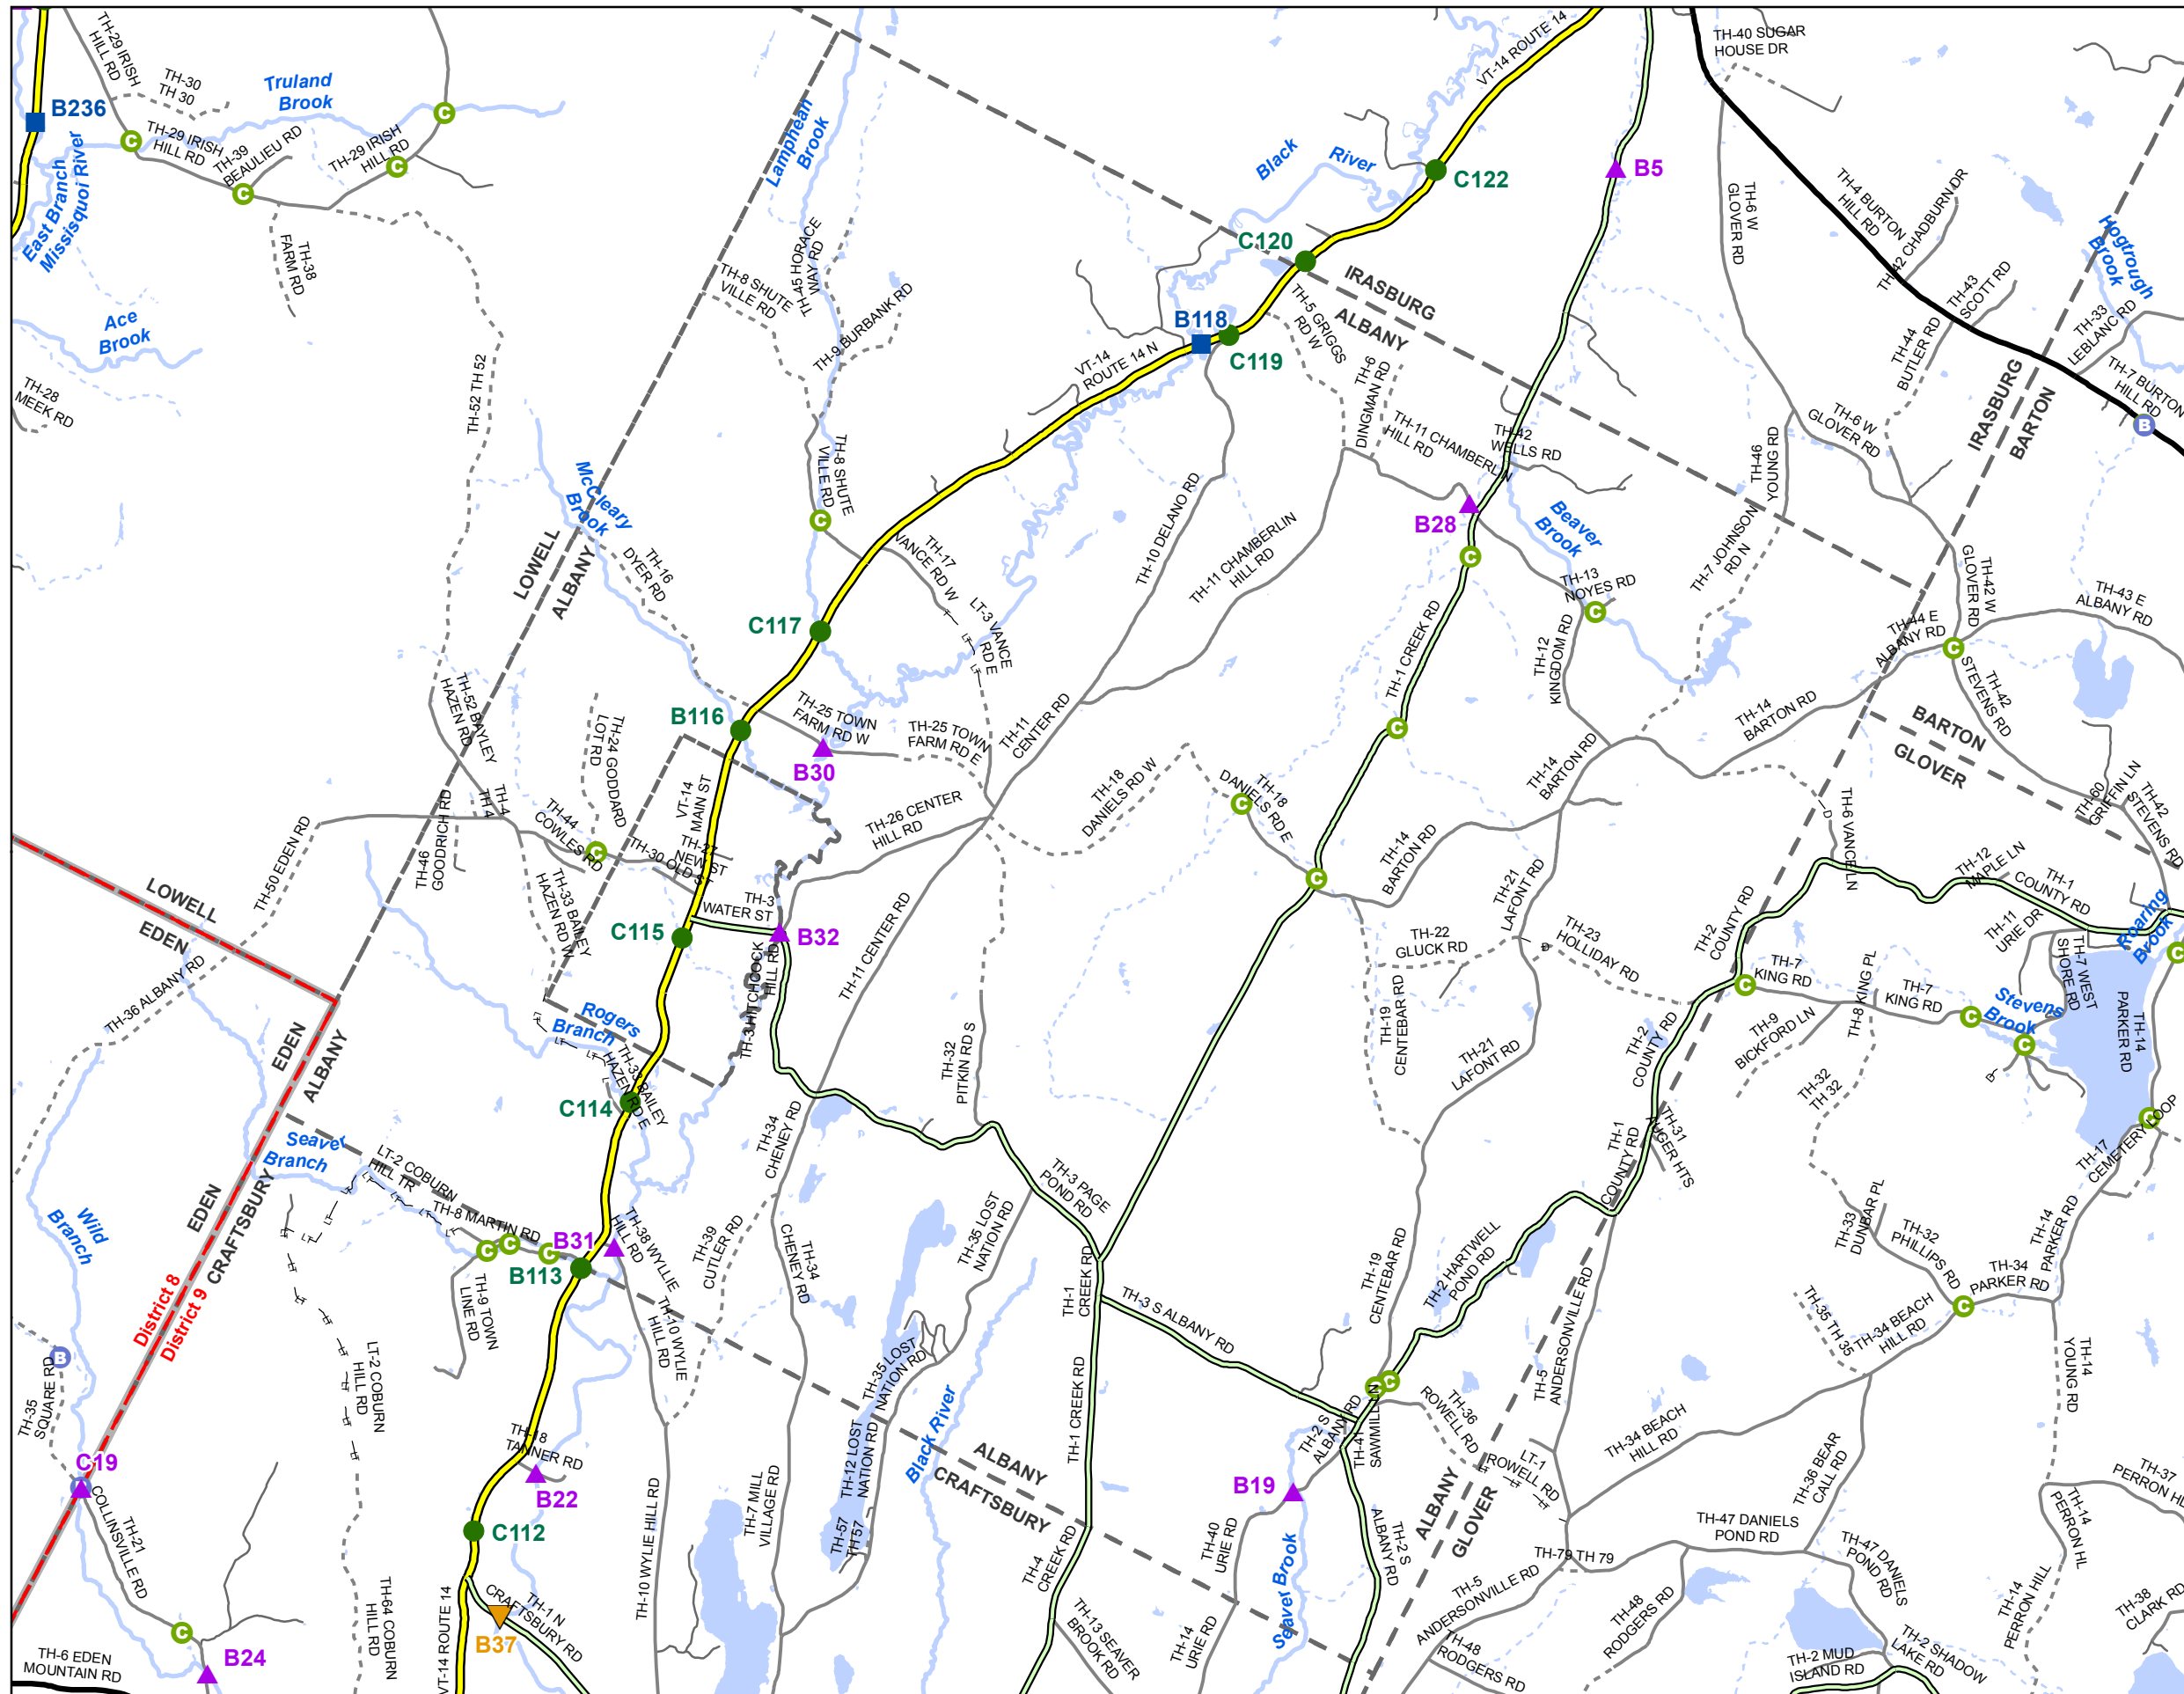 TH-29 IRISH
HILL RD
TH-30
TH 30
Truland
Brook
B236
TH-29 IRISH
HILL RD
TH-39
BEAULIEU RD
TH-29 IRISH
HILL RD
East Branch
Missisquoi River
TH-38
FARM RD
Ace
Brook
TH-28
MEEK RD
TH-52 TH 52
Lamphean
Brook
TH-45 HORACE
WAY RD
TH-8 SHUTE
VILLE RD
TH-9 BURBANK RD
TH-8 SHUTE
VILLE RD
Black
River
VT-14 ROUTE 14
C122
C120
B118
C119
VT-14
ROUTE 14 N
B5
IRASBURG
ALBANY
TH-5 GRIGGS
RD W
TH-6
DINGMAN RD
TH-11 CHAMBERLIN
HILL RD
TH-42
WELLS RD
B28
TH-40 SUGAR
HOUSE DR
TH-6 W
GLOVER RD
TH-4 BURTON
HILL RD
TH-42 CHADBURN DR
TH-43
SCOTT RD
TH-44
BUTLER RD
Hogtrough
Brook
TH-33
LEBLANC RD
TH-7 BURTON
HILL RD
B
IRASBURG
BARTON
TH-6 W
GLOVER RD
TH-46
YOUNG RD
TH-7 JOHNSON
RD N
Beaver
Brook
TH-13
NOYES RD
TH-12
KINGDOM RD
TH-42 W
GLOVER RD
TH-43 E
ALBANY RD
TH-44 E
ALBANY RD
TH-42
STEVENS RD
TH-14
BARTON RD
BARTON
GLOVER
TH-60
GRIFFIN LN
TH-42
STEVENS RD
McCleary
Brook
LOWELL
ALBANY
TH-16
DYER RD
TH-17
VANCE RD W
LT-3 VANCE
RD E
TH-10 DELANO RD
TH-11 CHAMBERLIN
HILL RD
C117
B116
TH-25 TOWN
FARM RD W
TH-25 TOWN
FARM RD E
B30
TH-11
CENTER RD
TH-1 CREEK RD
TH-52 BAYLEY
HAZEN RD
TH-24 GODDARD
LOT RD
TH-4
TH 4
TH-44
COWLES RD
VT-14
MAIN ST
TH-27
NEW ST
TH-30 OLD ST
TH-26 CENTER
HILL RD
TH-18
DANIELS RD W
TH-18
DANIELS RD E
TH-14
BARTON RD
TH-14
BARTON RD
TH-6 VANCE LN
TH-12
MAPLE LN
TH-1
COUNTY RD
TH-46
GOODRICH RD
TH-50 EDEN RD
LOWELL
EDEN
TH-36 ALBANY RD
TH-33 BAILEY
HAZEN RD W
C115
TH-3
WATER ST
B32
TH-3 HITCHCOCK
HILL RD
TH-11 CENTER RD
TH-21
LAFONT RD
TH-22
GLUCK RD
TH-23
HOLLIDAY RD
TH-2
COUNTY RD
TH-7
KING RD
TH-8 KING PL
TH-7
KING RD
TH-11
URIE DR
TH-7 WEST
SHORE RD
Roaring
Brook
Stevens
Brook
TH-14
PARKER RD
TH-9
BICKFORD LN
TH-19
CENTEBAR RD
TH-21
LAFONT RD
TH-2
COUNTY RD
TH-32
TH 32
Rogers
Branch
TH-33 BAILEY
HAZEN RD E
C114
EDEN
ALBANY
TH-32
PITKIN RD S
TH-34
CHENEY RD
Seaver
Branch
LT-2 COBURN
HILL TR
TH-8 MARTIN RD
B31
B113
TH-38 WYLLIE
HILL RD
TH-9 TOWN
LINE RD
Wild
Branch
EDEN
CRAFTSBURY
District 8
District 9
TH-39
CUTLER RD
TH-34
CHENEY RD
TH-10 WYLIE
HILL RD
TH-3 PAGE
POND RD
TH-35 LOST
NATION RD
TH-1
COUNTY RD
TH-31
AUGER HTS
TH-17
CEMETERY LOOP
TH-33
DUNBAR PL
TH-32
PHILLIPS RD
TH-14
PARKER RD
TH-34
PARKER RD
TH-1
CREEK RD
TH-3 S ALBANY RD
TH-19
CENTEBAR RD
TH-2 HARTWELL
POND RD
TH-5
ANDERSONVILLE RD
TH-35 TH 35
TH-34 BEACH
HILL RD
TH-14
YOUNG RD
B
TH-35
SQUARE RD
LT-2 COBURN
HILL RD
TH-35 LOST
NATION RD
Black River
TH-1 CREEK RD
TH-36
ROWELL RD
LT-1
ROWELL RD
TH-34 BEACH
HILL RD
C19
TH-21
COLLINSVILLE RD
TH-18
TANNER RD
B22
C112
TH-10 WYLIE HILL RD
TH-7 MILL
VILLAGE RD
TH-12 LOST
NATION RD
TH-57
TH 57
ALBANY
CRAFTSBURY
TH-2 S
ALBANY RD
TH-41
SAWMILL LN
B19
ALBANY
GLOVER
TH-36 BEAR
CALL RD
TH-37
PERRON HL
TH-14
PERRON HL
TH-47 DANIELS
POND RD
TH-79 TH 79
TH-47 DANIELS
POND RD
TH-4
CREEK RD
TH-40
URIE RD
Seaver Brook
TH-2 S
ALBANY RD
TH-5
ANDERSONVILLE RD
TH-48
RODGERS RD
TH-14
PERRON HILL
TH-38
CLARK RD
TH-6 EDEN
MOUNTAIN RD
B24
TH-64 COBURN
HILL RD
VT-14 ROUTE 14
TH-1 N
CRAFTSBURY RD
B37
TH-13 SEAVER
BROOK RD
TH-14
URIE RD
TH-48
RODGERS RD
TH-2 MUD
ISLAND RD
TH-2 SHADOW
LAKE RD